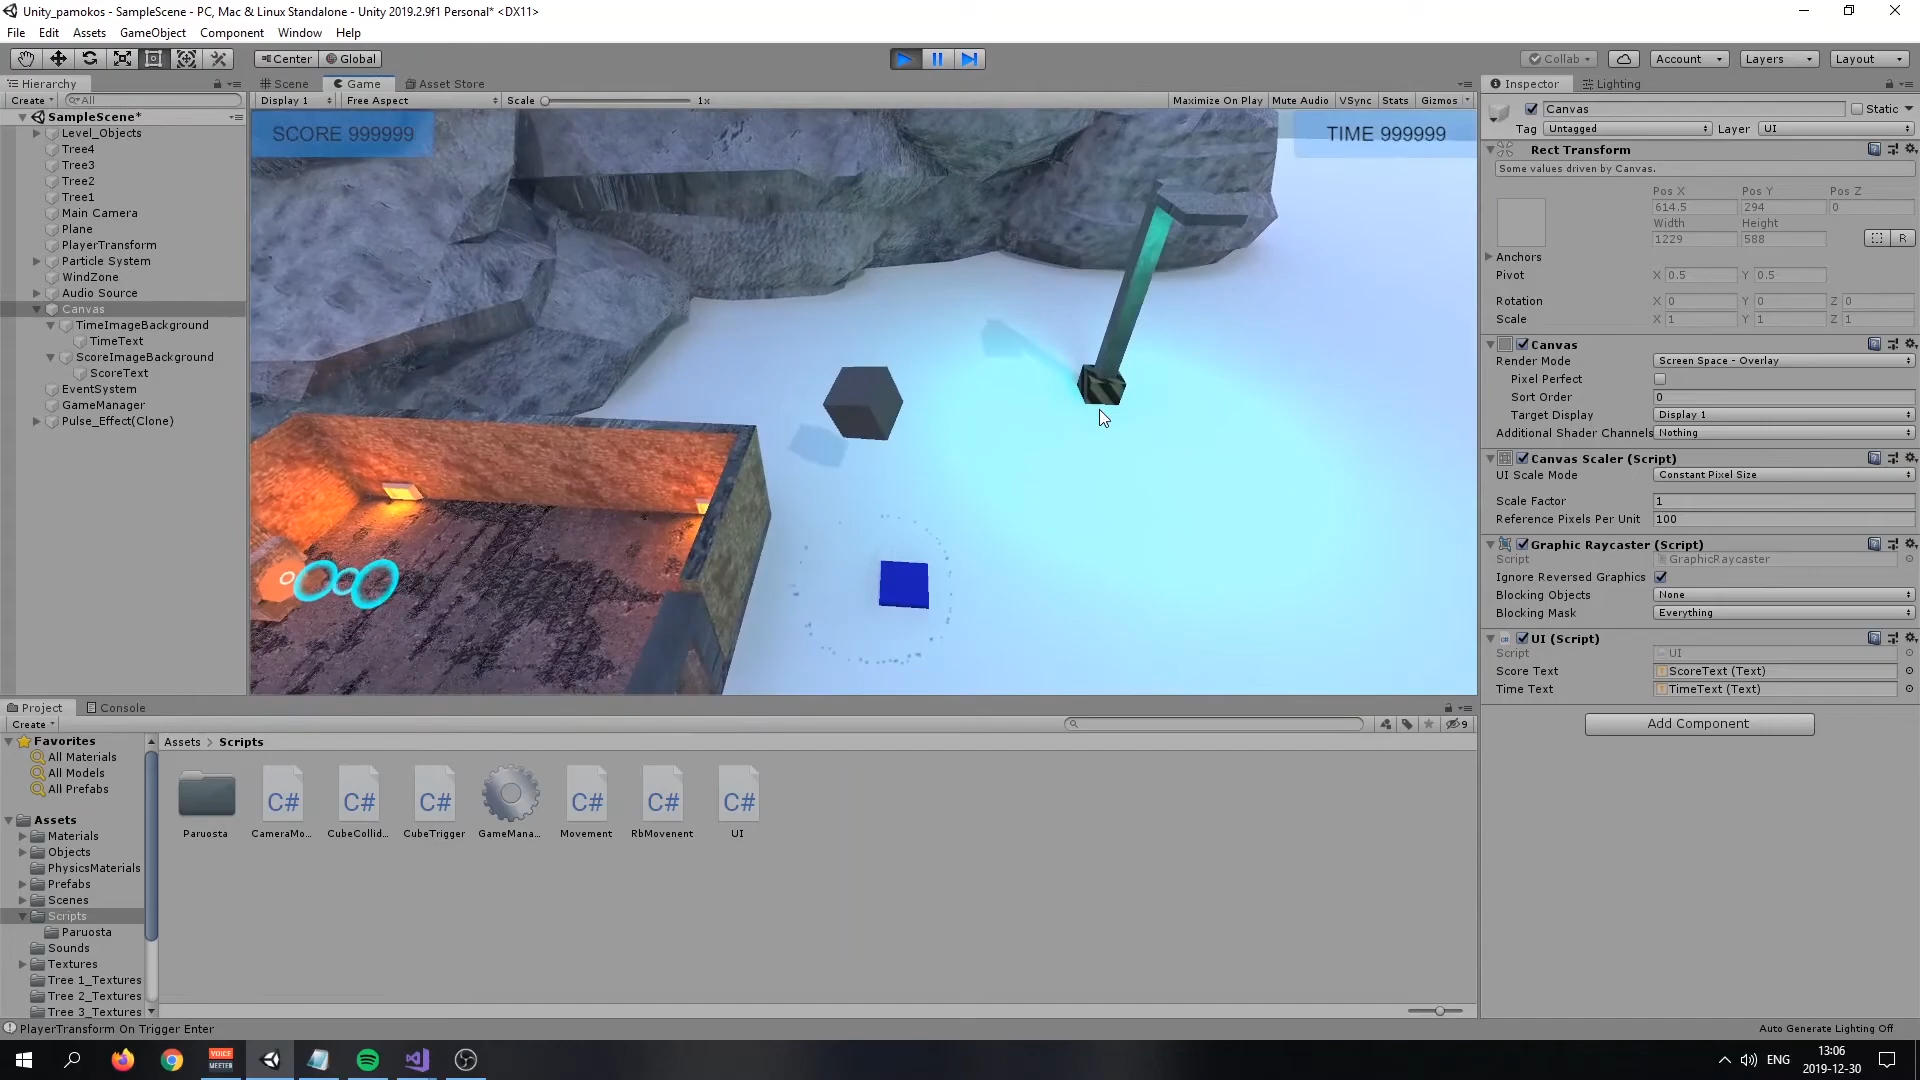 Unity_pamokos - SampleScene - PC, Mac & Linux Standalone - Unity 2019.2.9f1 Personal* <DX11>
File Edit Assets GameObject Component Window Help
Center Global Collab Account Layers Layout
Hierarchy
Create All
SampleScene*
Level_Objects
Tree4
Tree3
Tree2
Tree1
Main Camera
Plane
PlayerTransform
Particle System
WindZone
Audio Source
Canvas
TimeImageBackground
TimeText
ScoreImageBackground
ScoreText
EventSystem
GameManager
Pulse_Effect(Clone)
Scene Game Asset Store
Display 1 Free Aspect Scale 1x Maximize On Play Mute Audio VSync Stats Gizmos
SCORE 999999
TIME 999999
Inspector Lighting
Canvas Static
Tag Untagged Layer UI
Rect Transform
Some values driven by Canvas.
Pos X Pos Y Pos Z
614.5 294 0
Width Height
1229 588
R
Anchors
Pivot X 0.5 Y 0.5
Rotation X 0 Y 0 Z 0
Scale X 1 Y 1 Z 1
Canvas
Render Mode Screen Space - Overlay
Pixel Perfect
Sort Order 0
Target Display Display 1
Additional Shader Channels Nothing
Canvas Scaler (Script)
UI Scale Mode Constant Pixel Size
Scale Factor 1
Reference Pixels Per Unit 100
Graphic Raycaster (Script)
Script GraphicRaycaster
Ignore Reversed Graphics
Blocking Objects None
Blocking Mask Everything
UI (Script)
Script UI
Score Text ScoreText (Text)
Time Text TimeText (Text)
Add Component
Project Console
Create
9
Favorites
All Materials
All Models
All Prefabs
Assets
Materials
Objects
PhysicsMaterials
Prefabs
Scenes
Scripts
Paruosta
Sounds
Textures
Tree 1_Textures
Tree 2_Textures
Tree 3_Textures
Assets > Scripts
C# C# C# C# C# C#
Paruosta CameraMo... CubeCollid... CubeTrigger GameMana... Movement RbMovenent UI
PlayerTransform On Trigger Enter
Auto Generate Lighting Off
VOICE
MEETER
ENG
13:06
2019-12-30